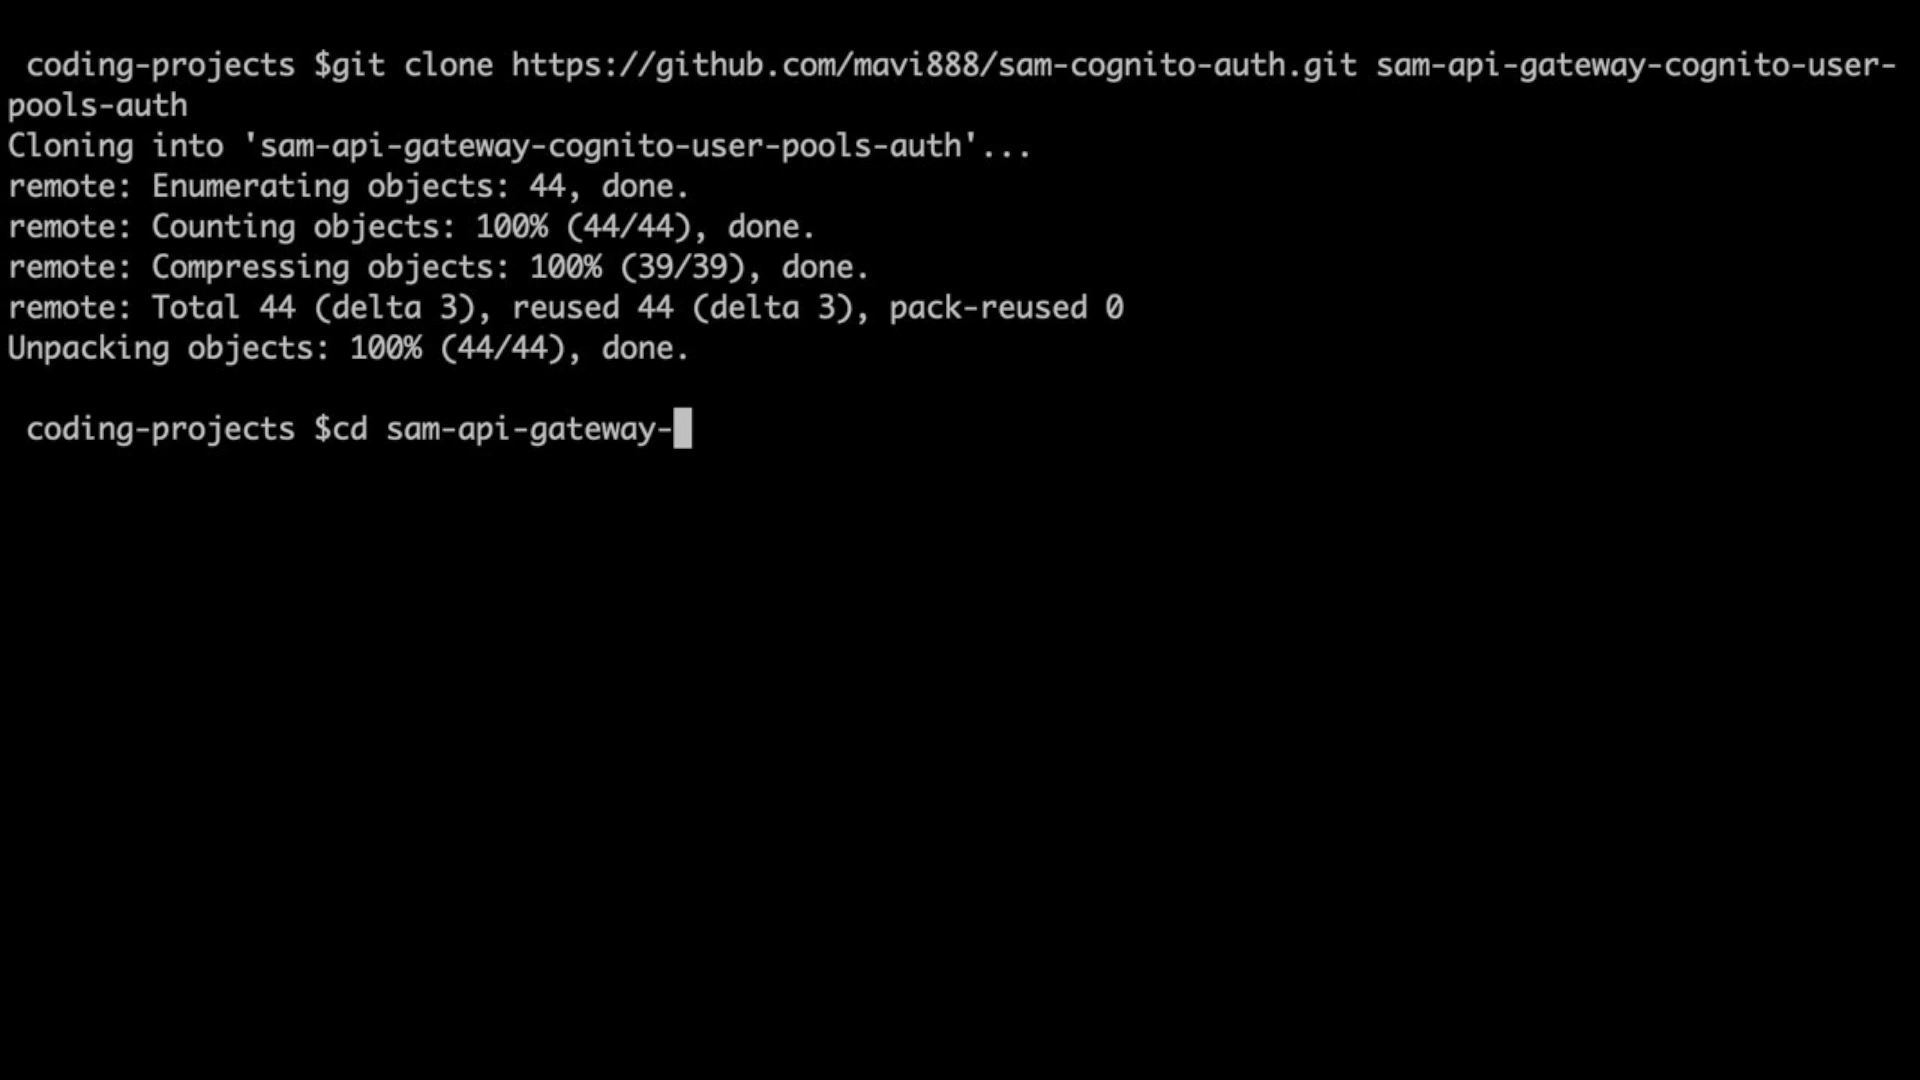 coding-projects $git clone https://github.com/mavi888/sam-cognito-auth.git sam-api-gateway-cognito-user-
pools-auth
Cloning into 'sam-api-gateway-cognito-user-pools-auth'...
remote: Enumerating objects: 44, done.
remote: Counting objects: 100% (44/44), done.
remote: Compressing objects: 100% (39/39), done.
remote: Total 44 (delta 3), reused 44 (delta 3), pack-reused 0
Unpacking objects: 100% (44/44), done.
coding-projects $cd sam-api-gateway-